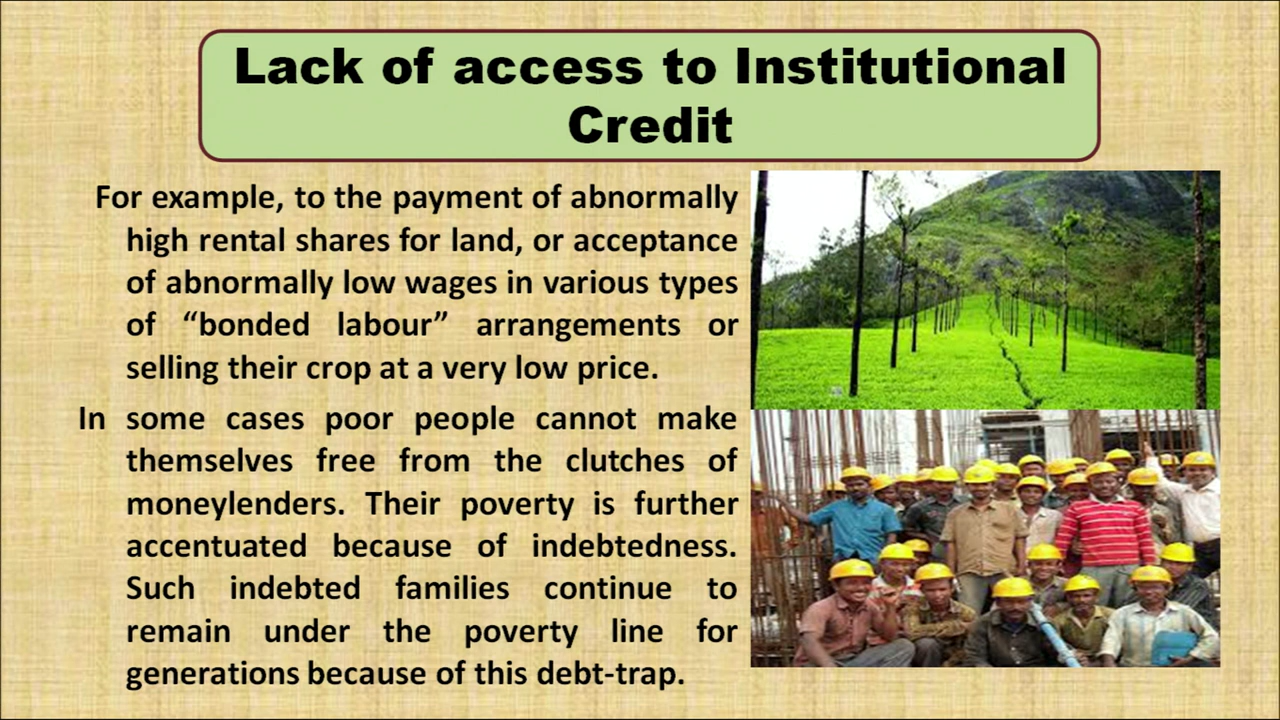 Lack of access to Institutional
Credit
For example, to the payment of abnormally
high rental shares for land, or acceptance
of abnormally low wages in various types
of “bonded labour” arrangements or
selling their crop at a very low price.
In some cases poor people cannot make
themselves free from the clutches of
moneylenders. Their poverty is further
accentuated because of indebtedness.
Such indebted families continue to
remain under the poverty line for
generations because of this debt-trap.